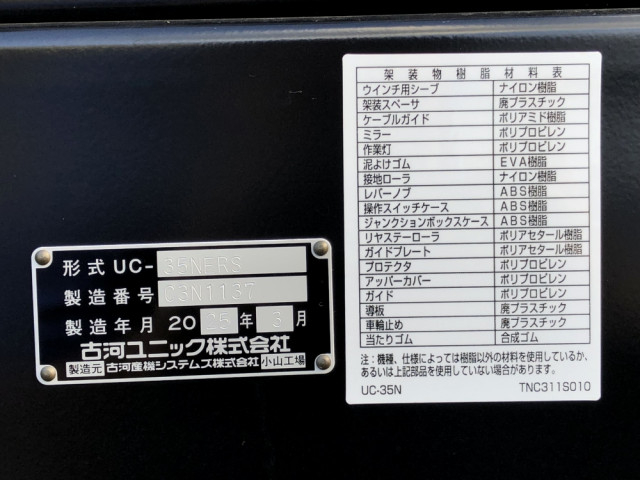 形式 UC- 35NFRS
製造番号 C3N1137
製造年月 2025年3月
古河ユニック株式会社
製造元 古河産機システムズ株式会社 小山工場
架装物樹脂材料表
ウインチ用シーブ ナイロン樹脂
架装スペーサ 廃プラスチック
ケーブルガイド ポリアミド樹脂
ミラー ポリプロピレン
作業灯 ポリプロピレン
泥よけゴム EVA樹脂
接地ローラ ナイロン樹脂
レバーノブ ABS樹脂
操作スイッチケース ABS樹脂
ジャンクションボックスケース ABS樹脂
リヤステーローラ ポリアセタール樹脂
ガイドプレート ポリアセタール樹脂
プロテクタ ポリプロピレン
アッパーカバー ポリプロピレン
ガイド ポリプロピレン
導板 廃プラスチック
車輪止め 廃プラスチック
当たりゴム 合成ゴム
注：機種、仕様によっては樹脂以外の材料を使用しているか、
あるいは上記部品を使用していない場合があります。
UC-35N TNC311S010